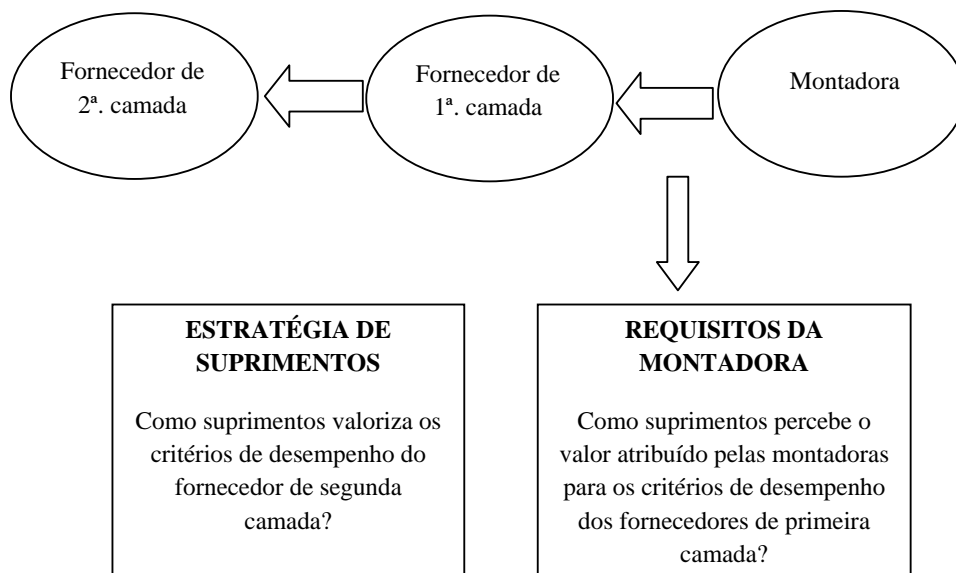 Fornecedor de
2ª. camada
Fornecedor de
1ª. camada
Montadora
ESTRATÉGIA DE
SUPRIMENTOS
Como suprimentos valoriza os
critérios de desempenho do
fornecedor de segunda
camada?
REQUISITOS DA
MONTADORA
Como suprimentos percebe o
valor atribuído pelas montadoras
para os critérios de desempenho
dos fornecedores de primeira
camada?